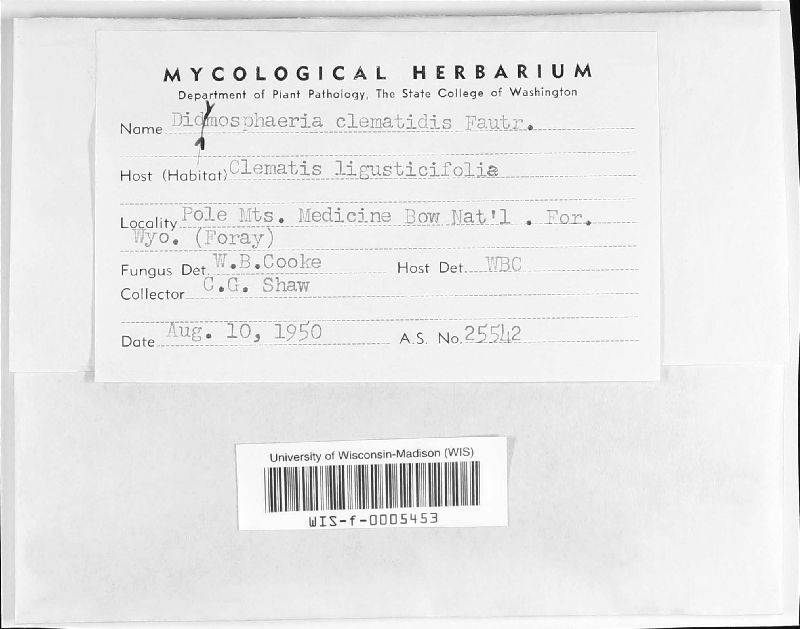 MYCOLOGICAL HERBARIUM
Department of Plant Pathology, The State College of Washington
Name Didymosphaeria clematidis Fautr.
Host (Habitat) Clematis ligusticifolia
Locality Pole Mts. Medicine Bow Nat'l . For.
Wyo. (Foray)
Fungus Det. W.B.Cooke Host Det. WBC
Collector C.G. Shaw
Date Aug. 10, 1950 A.S. No. 25542
University of Wisconsin-Madison (WIS)
WIS-f-0005453